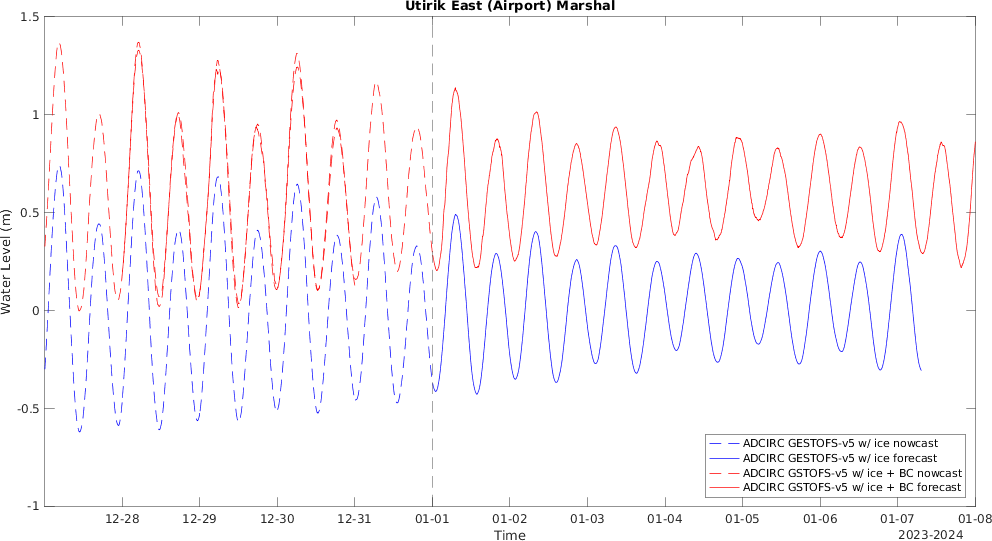 Utirik East (Airport) Marshal
Water Level (m)
1.5
1
0.5
0
-0.5
-1
12-28
12-29
12-30
12-31
01-01
01-02
01-03
01-04
01-05
01-06
01-07
01-08
Time
2023-2024
ADCIRC GESTOFS-v5 w/ ice nowcast
ADCIRC GESTOFS-v5 w/ ice forecast
ADCIRC GSTOFS-v5 w/ ice + BC nowcast
ADCIRC GSTOFS-v5 w/ ice + BC forecast